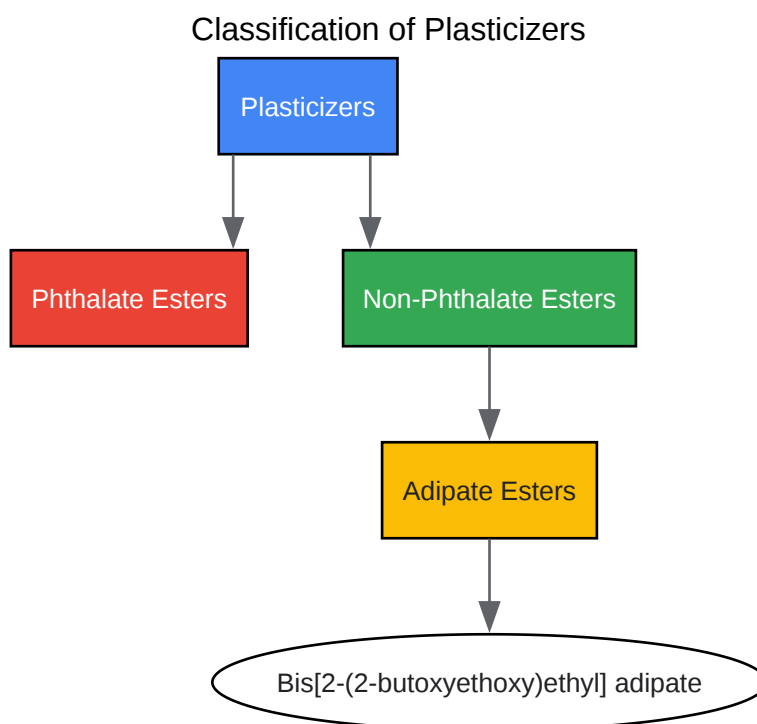 Classification of Plasticizers
Plasticizers
Phthalate Esters
Non-Phthalate Esters
Adipate Esters
Bis[2-(2-butoxyethoxy)ethyl] adipate